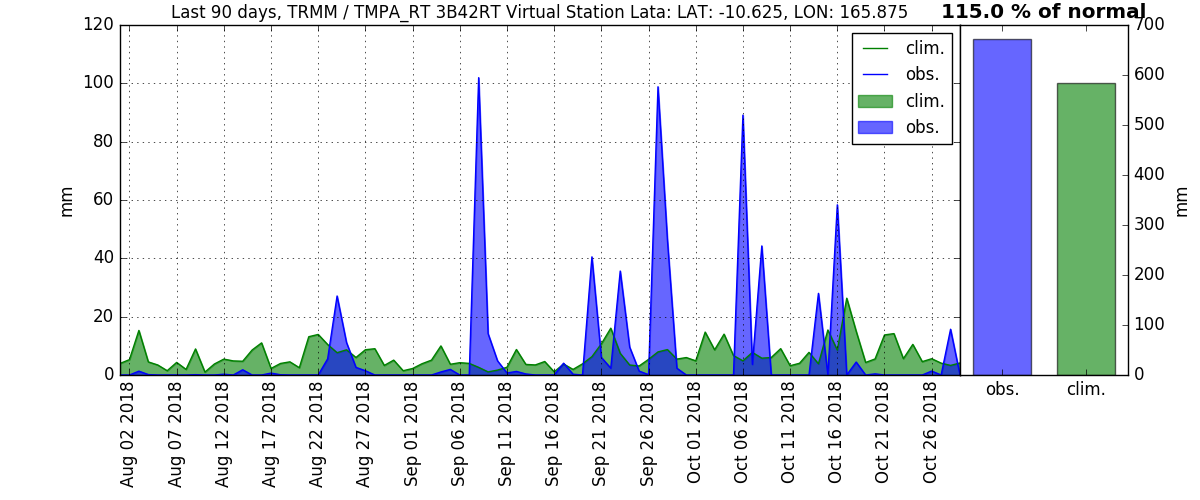 Last 90 days, TRMM / TMPA_RT 3B42RT Virtual Station Lata: LAT: -10.625, LON: 165.875
115.0 % of normal
120
100
80
60
40
20
0
mm
clim.
obs.
clim.
obs.
Aug 02 2018
Aug 07 2018
Aug 12 2018
Aug 17 2018
Aug 22 2018
Aug 27 2018
Sep 01 2018
Sep 06 2018
Sep 11 2018
Sep 16 2018
Sep 21 2018
Sep 26 2018
Oct 01 2018
Oct 06 2018
Oct 11 2018
Oct 16 2018
Oct 21 2018
Oct 26 2018
700
600
500
400
300
200
100
0
mm
obs.
clim.